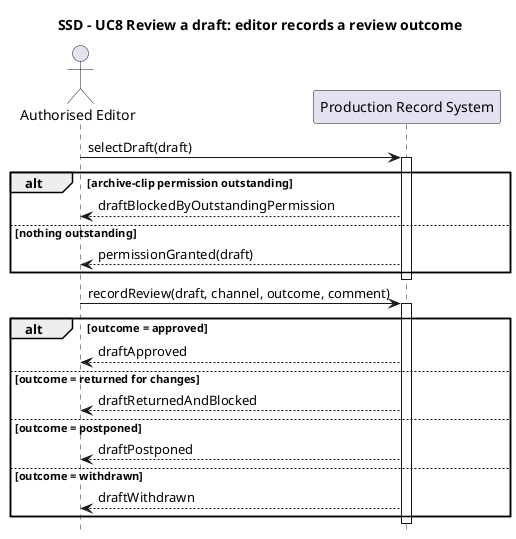 SSD - UC8 Review a draft: editor records a review outcome
Authorised Editor
Production Record System
selectDraft(draft)
alt [archive-clip permission outstanding]
draftBlockedByOutstandingPermission
[nothing outstanding]
permissionGranted(draft)
recordReview(draft, channel, outcome, comment)
alt [outcome = approved]
draftApproved
[outcome = returned for changes]
draftReturnedAndBlocked
[outcome = postponed]
draftPostponed
[outcome = withdrawn]
draftWithdrawn